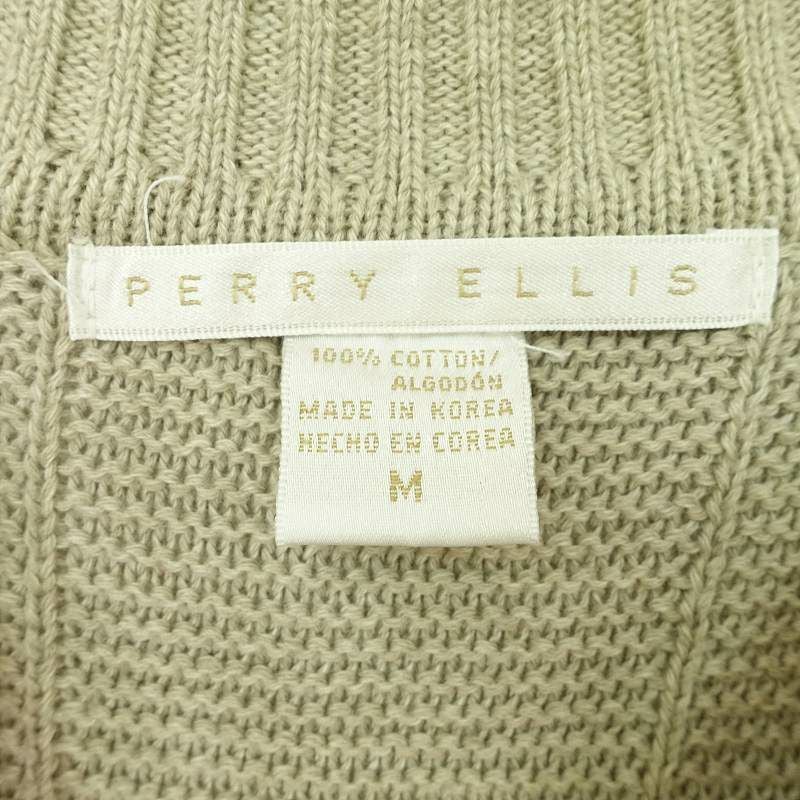 PERRY ELLIS
100% COTTON/
ALGODÓN
MADE IN KOREA
HECHO EN COREA
M